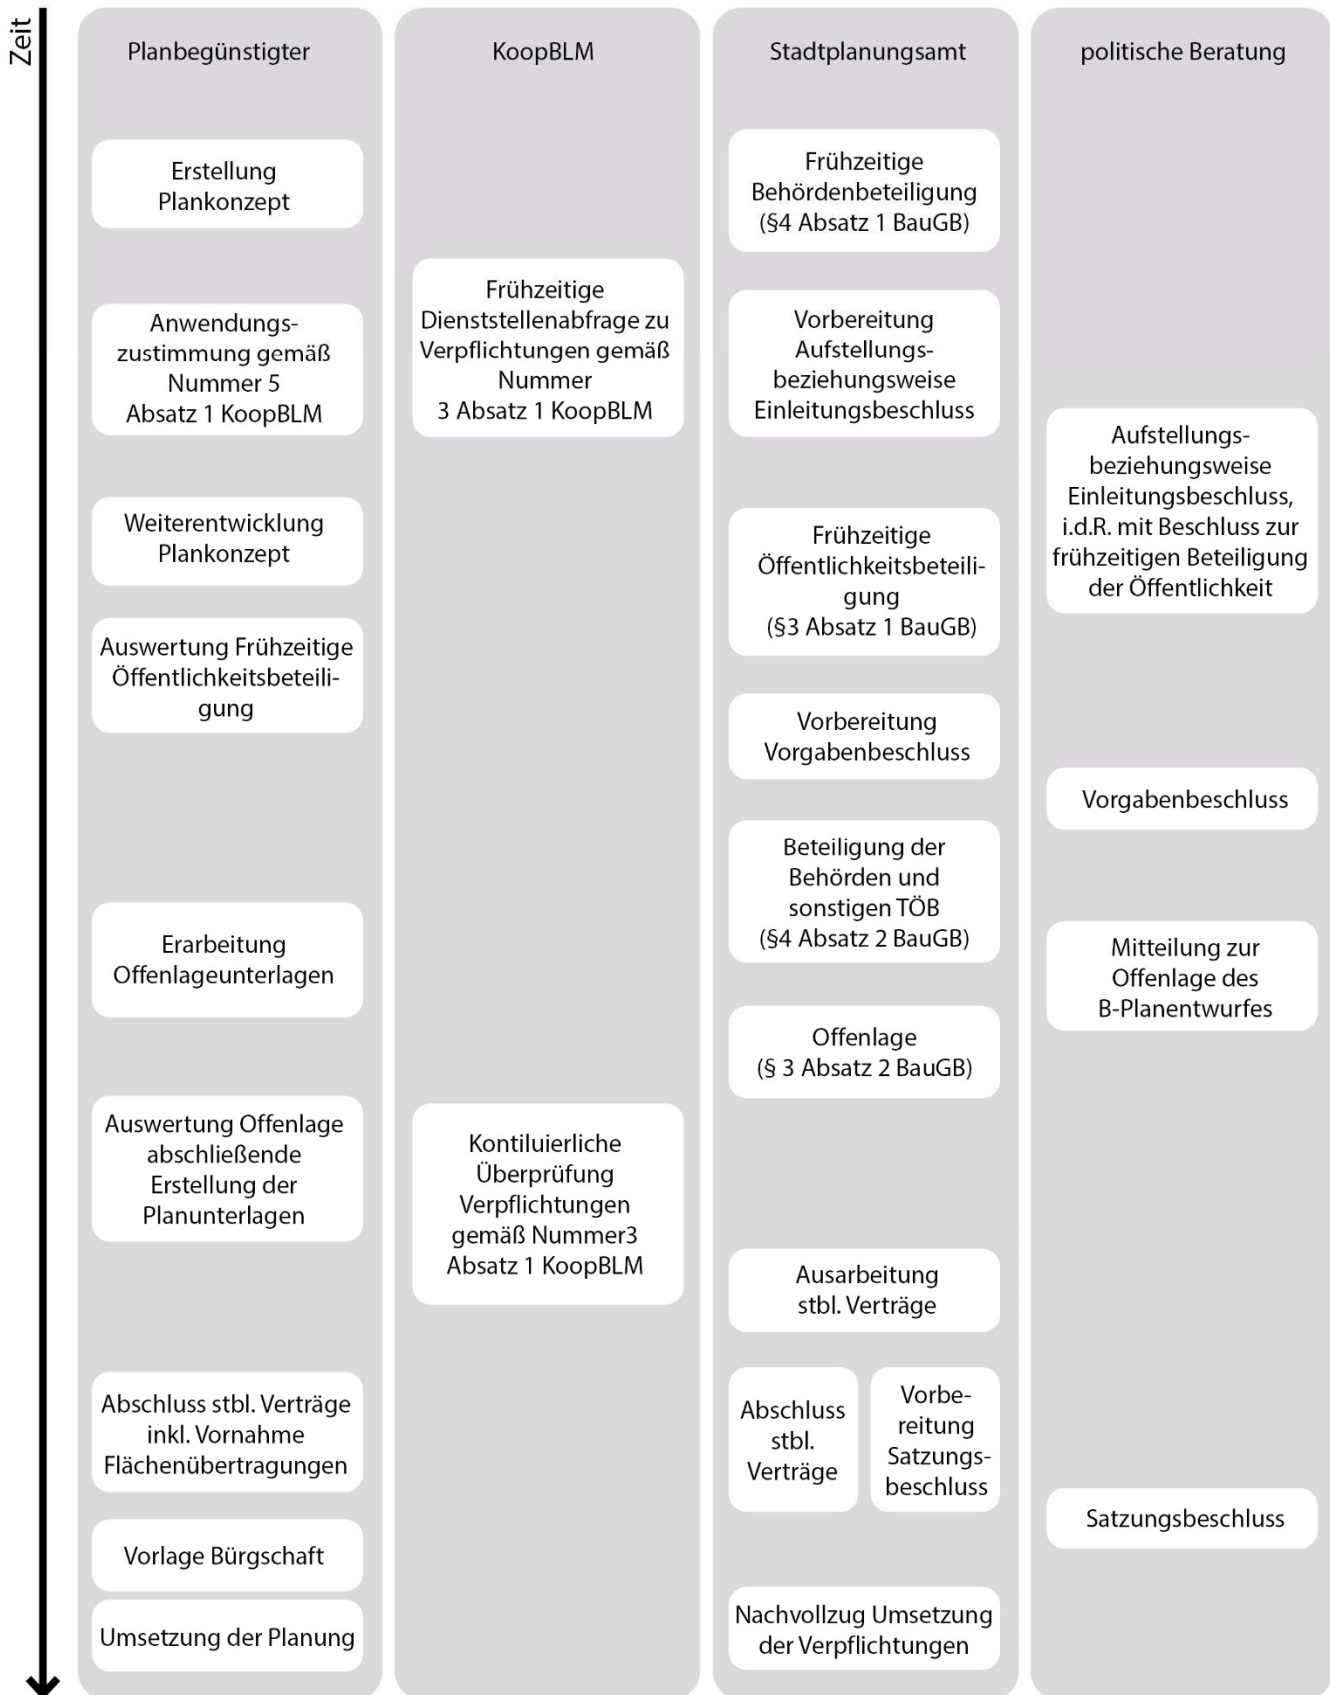 Zeit
Planbegünstigter
Erstellung
Plankonzept
Anwendungs-
zustimmung gemäß
Nummer 5
Absatz 1 KoopBLM
Weiterentwicklung
Plankonzept
Auswertung Frühzeitige
Öffentlichkeitsbeteili-
gung
Erarbeitung
Offenlageunterlagen
Auswertung Offenlage
abschließende
Erstellung der
Planunterlagen
Abschluss stbl. Verträge
inkl. Vornahme
Flächenübertragungen
Vorlage Bürgschaft
Umsetzung der Planung
KoopBLM
Frühzeitige
Dienststellenabfrage zu
Verpflichtungen gemäß
Nummer
3 Absatz 1 KoopBLM
Kontiluierliche
Überprüfung
Verpflichtungen
gemäß Nummer3
Absatz 1 KoopBLM
Stadtplanungsamt
Frühzeitige
Behördenbeteiligung
(§4 Absatz 1 BauGB)
Vorbereitung
Aufstellungs-
beziehungsweise
Einleitungsbeschluss
Frühzeitige
Öffentlichkeitsbeteili-
gung
(§3 Absatz 1 BauGB)
Vorbereitung
Vorgabenbeschluss
Beteiligung der
Behörden und
sonstigen TÖB
(§4 Absatz 2 BauGB)
Offenlage
(§ 3 Absatz 2 BauGB)
Ausarbeitung
stbl. Verträge
Abschluss
stbl.
Verträge
Vorbe-
reitung
Satzungs-
beschluss
Nachvollzug Umsetzung
der Verpflichtungen
politische Beratung
Aufstellungs-
beziehungsweise
Einleitungsbeschluss,
i.d.R. mit Beschluss zur
frühzeitigen Beteiligung
der Öffentlichkeit
Vorgabenbeschluss
Mitteilung zur
Offenlage des
B-Planentwurfes
Satzungsbeschluss